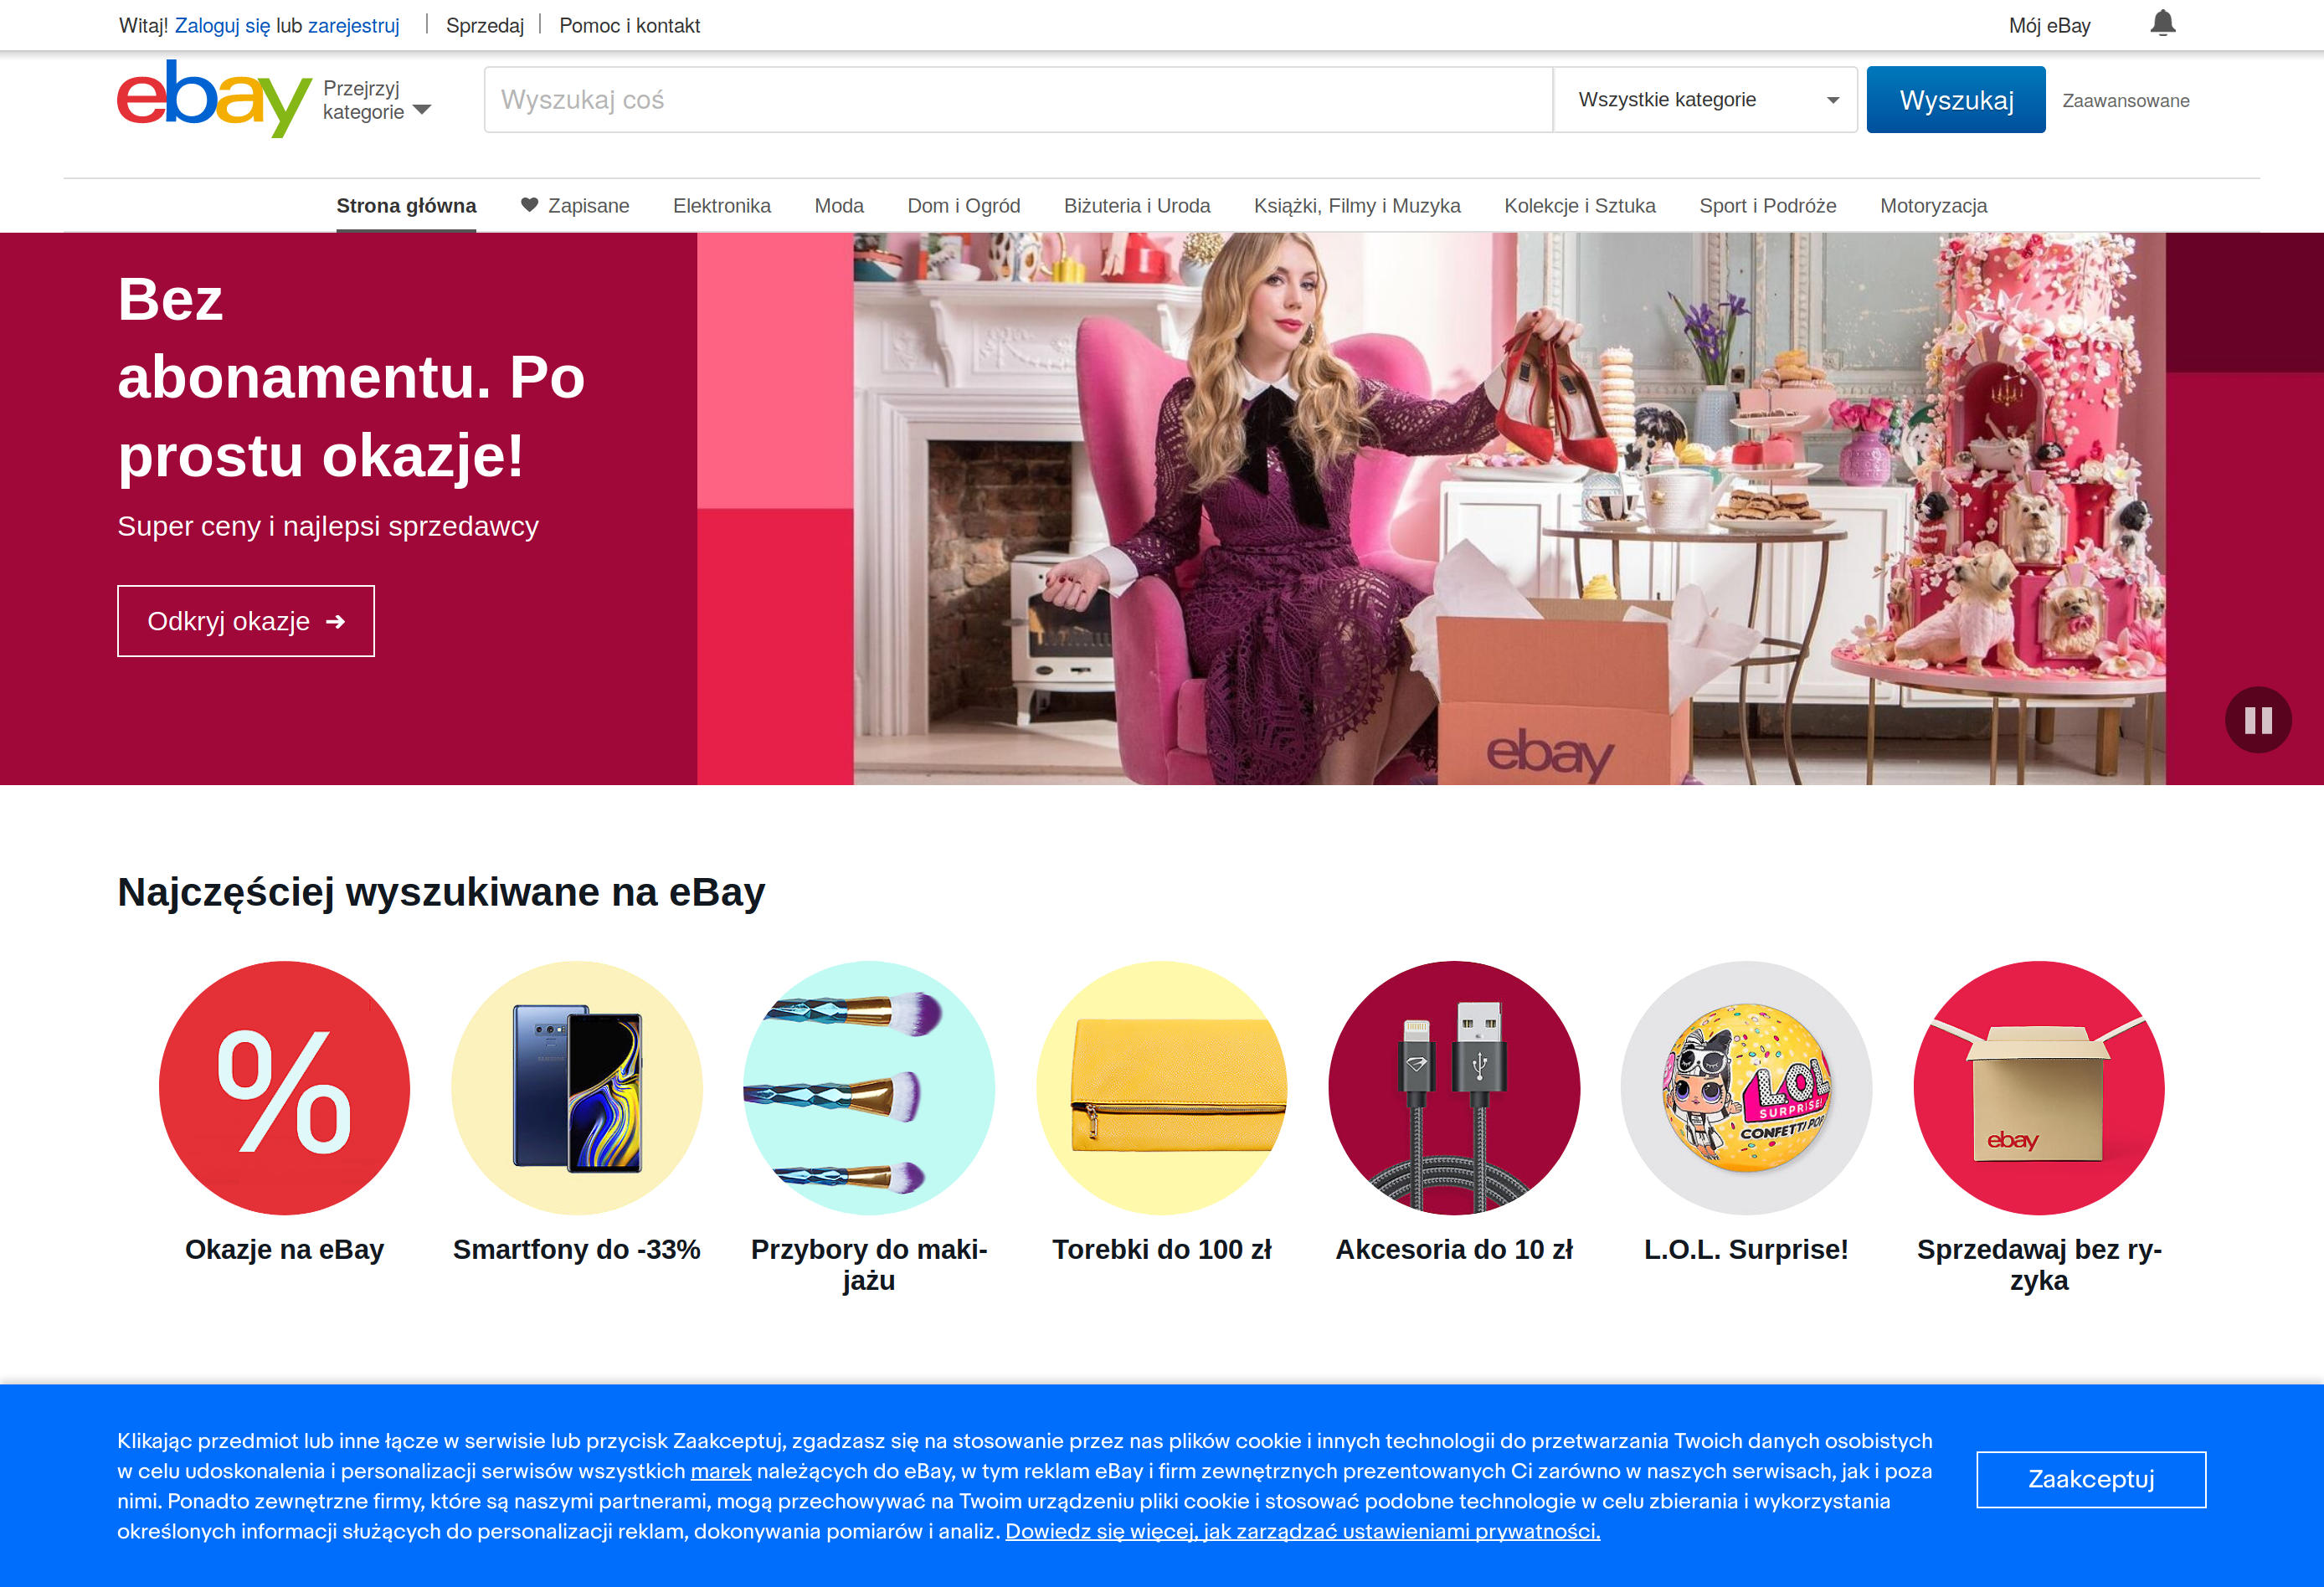 Witaj! Zaloguj się lub zarejestruj
Sprzedaj
Pomoc i kontakt
Mój eBay
ebay
Przejrzyj
kategorie
Wyszukaj coś
Wszystkie kategorie
Wyszukaj
Zaawansowane
Strona główna
Zapisane
Elektronika
Moda
Dom i Ogród
Biżuteria i Uroda
Książki, Filmy i Muzyka
Kolekcje i Sztuka
Sport i Podróże
Motoryzacja
Bez
abonamentu. Po
prostu okazje!
Super ceny i najlepsi sprzedawcy
Odkryj okazje
ebay
Najczęściej wyszukiwane na eBay
%
SAMSUNG
LOL
SURPRISE!
CONFETTI POP
ebay
Okazje na eBay
Smartfony do -33%
Przybory do maki-
jażu
Torebki do 100 zł
Akcesoria do 10 zł
L.O.L. Surprise!
Sprzedawaj bez ry-
zyka
Klikając przedmiot lub inne łącze w serwisie lub przycisk Zaakceptuj, zgadzasz się na stosowanie przez nas plików cookie i innych technologii do przetwarzania Twoich danych osobistych
w celu udoskonalenia i personalizacji serwisów wszystkich marek należących do eBay, w tym reklam eBay i firm zewnętrznych prezentowanych Ci zarówno w naszych serwisach, jak i poza
nimi. Ponadto zewnętrzne firmy, które są naszymi partnerami, mogą przechowywać na Twoim urządzeniu pliki cookie i stosować podobne technologie w celu zbierania i wykorzystania
określonych informacji służących do personalizacji reklam, dokonywania pomiarów i analiz. Dowiedz się więcej, jak zarządzać ustawieniami prywatności.
Zaakceptuj